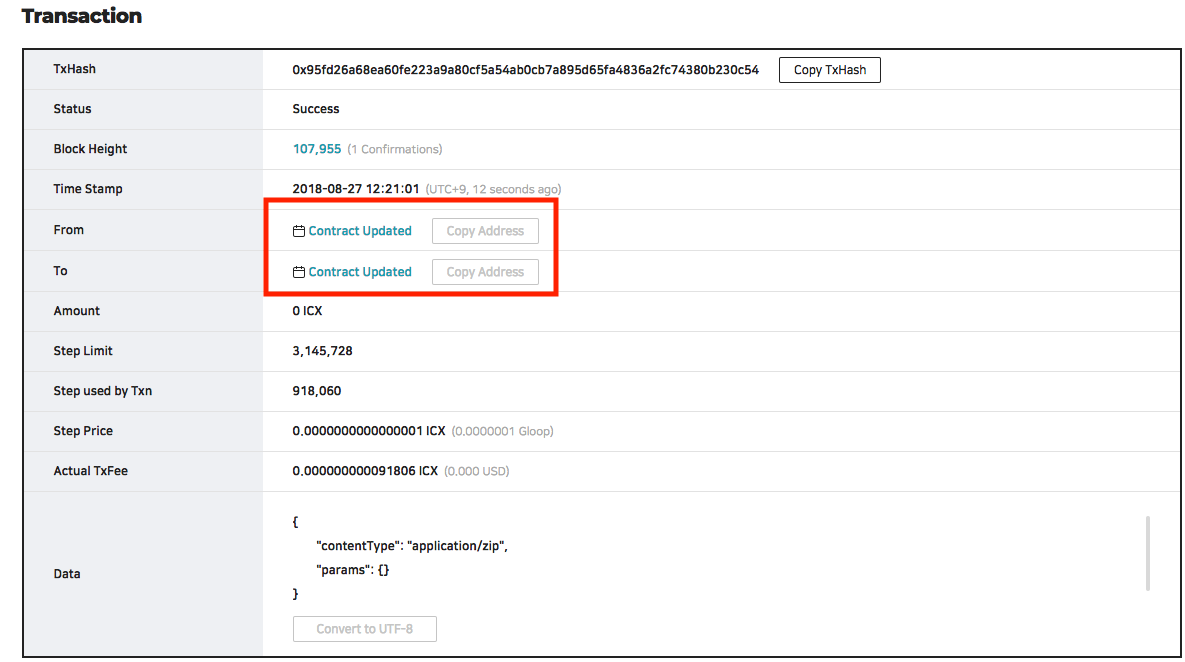 Transaction
TxHash 0x95fd26a68ea60fe223a9a80cf5a54ab0cb7a895d65fa4836a2fc74380b230c54 Copy TxHash
Status Success
Block Height 107,955 (1 Confirmations)
Time Stamp 2018-08-27 12:21:01 (UTC+9, 12 seconds ago)
From Contract Updated Copy Address
To Contract Updated Copy Address
Amount 0 ICX
Step Limit 3,145,728
Step used by Txn 918,060
Step Price 0.0000000000000001 ICX (0.0000001 Gloop)
Actual TxFee 0.000000000091806 ICX (0.000 USD)
Data
{
"contentType": "application/zip",
"params": {}
}
Convert to UTF-8